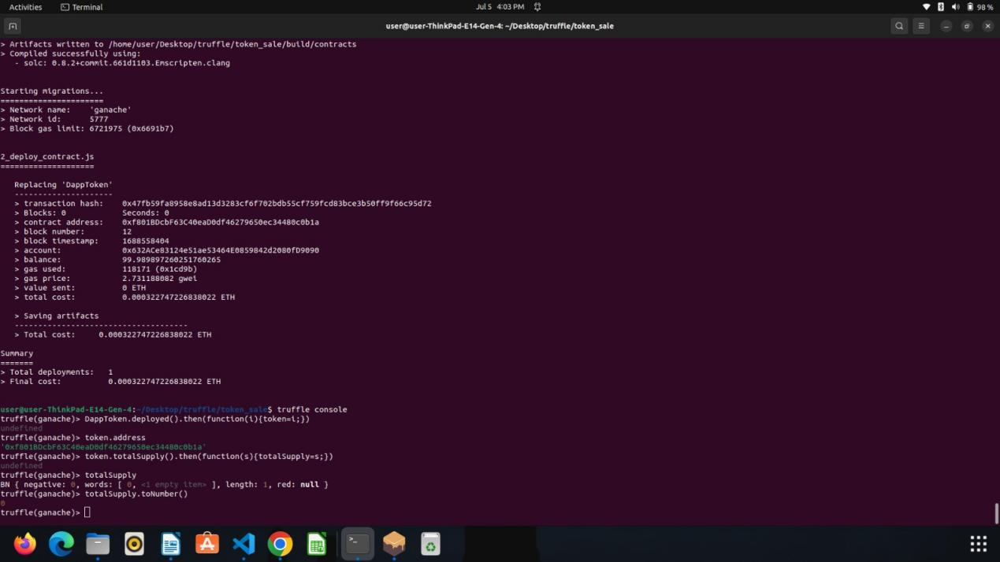 Activities
Terminal
Jul 5 4:03 PM
98 %
user@user-ThinkPad-E14-Gen-4: ~/Desktop/truffle/token_sale
> Artifacts written to /home/user/Desktop/truffle/token_sale/build/contracts
> Compiled successfully using:
- solc: 0.8.2+commit.661d1103.Emscripten.clang
Starting migrations...
======================
> Network name: 'ganache'
> Network id: 5777
> Block gas limit: 6721975 (0x6691b7)
2_deploy_contract.js
====================
Replacing 'DappToken'
---------------------
> transaction hash: 0x47fb59fa8958e8ad13d3283cf6f702bdb55cf759fcd83bce3b50ff9f66c95d72
> Blocks: 0 Seconds: 0
> contract address: 0xf801BDcbF63C40eaD0df46279650ec34480c0b1a
> block number: 12
> block timestamp: 1688558404
> account: 0x632ACe83124e51ae53464E0859842d2080fD9090
> balance: 99.989897260251760265
> gas used: 118171 (0x1cd9b)
> gas price: 2.731188082 gwei
> value sent: 0 ETH
> total cost: 0.000322747226838022 ETH
> Saving artifacts
-------------------------------------
> Total cost: 0.000322747226838022 ETH
Summary
=======
> Total deployments: 1
> Final cost: 0.000322747226838022 ETH
user@user-ThinkPad-E14-Gen-4:~/Desktop/truffle/token_sale$ truffle console
truffle(ganache)> DappToken.deployed().then(function(i){token=i;})
undefined
truffle(ganache)> token.address
'0xf801BDcbF63C40eaD0df46279650ec34480c0b1a'
truffle(ganache)> token.totalSupply().then(function(s){totalSupply=s;})
undefined
truffle(ganache)> totalSupply
BN { negative: 0, words: [ 0, <1 empty item> ], length: 1, red: null }
truffle(ganache)> totalSupply.toNumber()
0
truffle(ganache)>